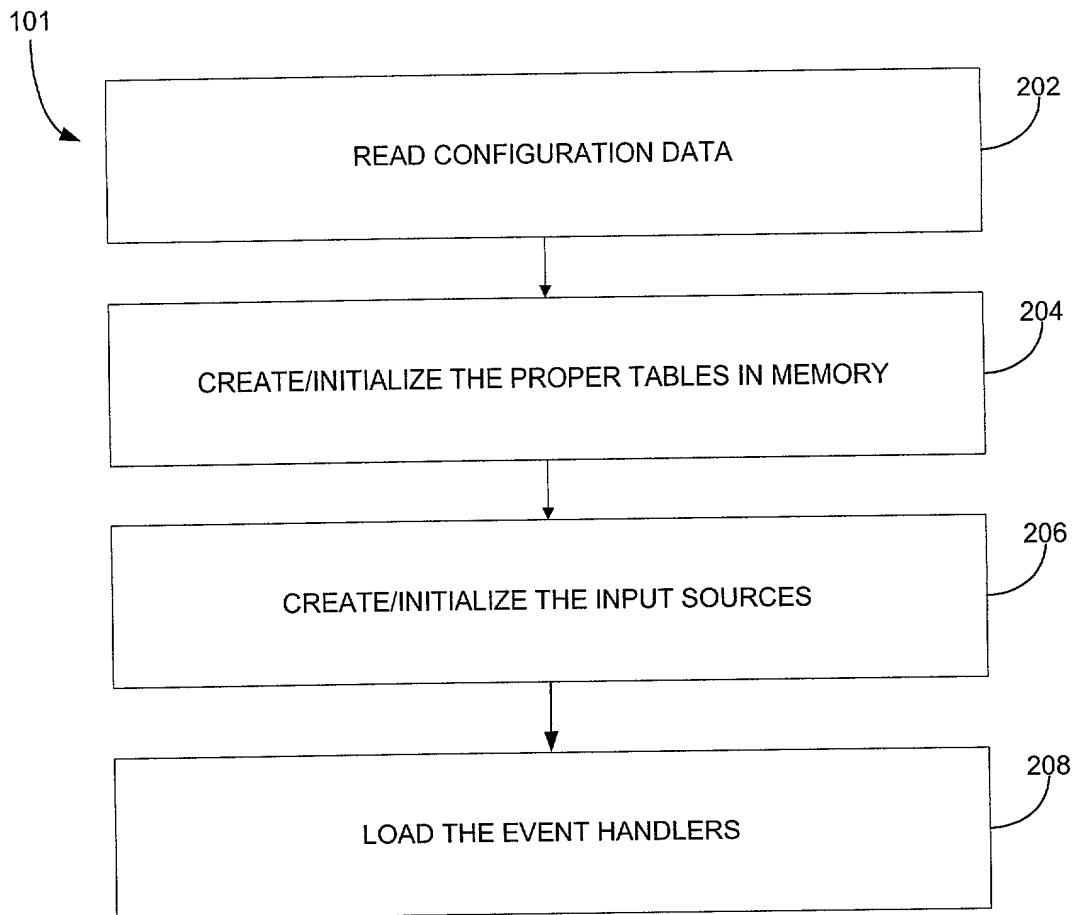 101
202
READ CONFIGURATION DATA
204
CREATE/INITIALIZE THE PROPER TABLES IN MEMORY
206
CREATE/INITIALIZE THE INPUT SOURCES
208
LOAD THE EVENT HANDLERS